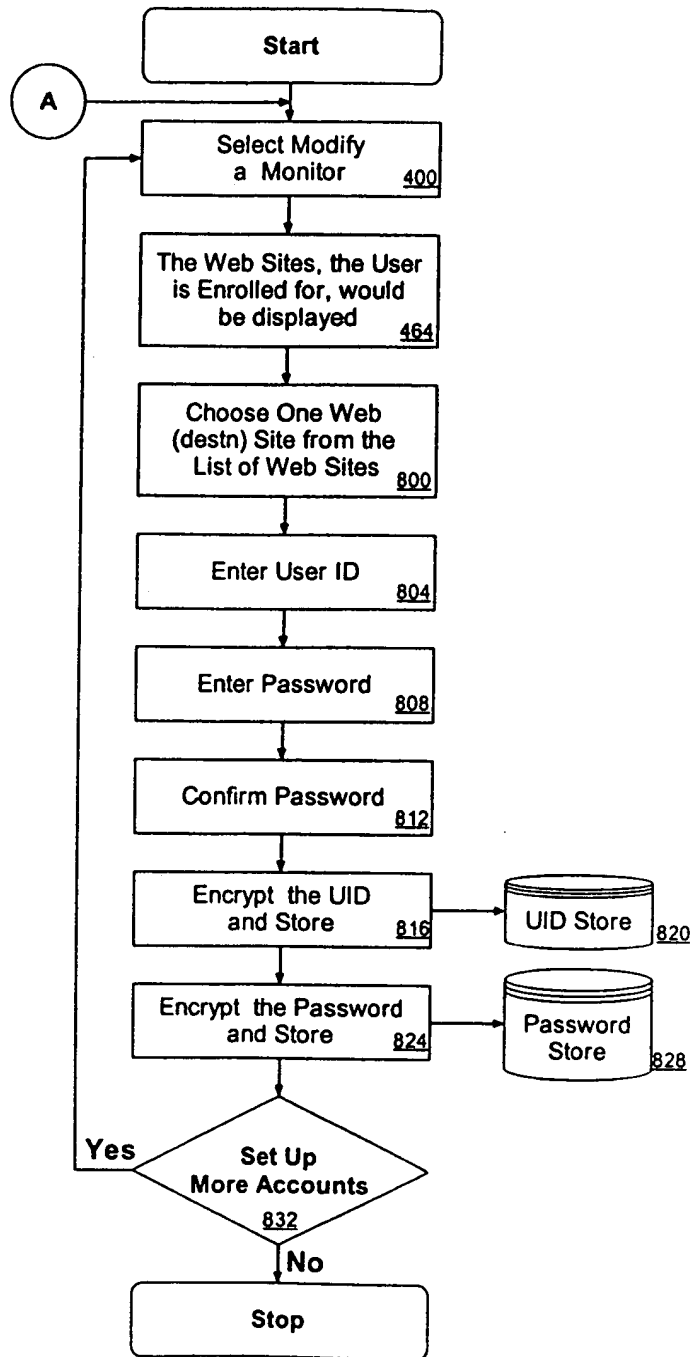 Start
A
Select Modify
a Monitor
400
The Web Sites, the User
is Enrolled for, would
be displayed
464
Choose One Web
(destn) Site from the
List of Web Sites
800
Enter User ID
804
Enter Password
808
Confirm Password
812
Encrypt the UID
and Store
816
UID Store
820
Encrypt the Password
and Store
824
Password
Store
828
Yes
Set Up
More Accounts
832
No
Stop